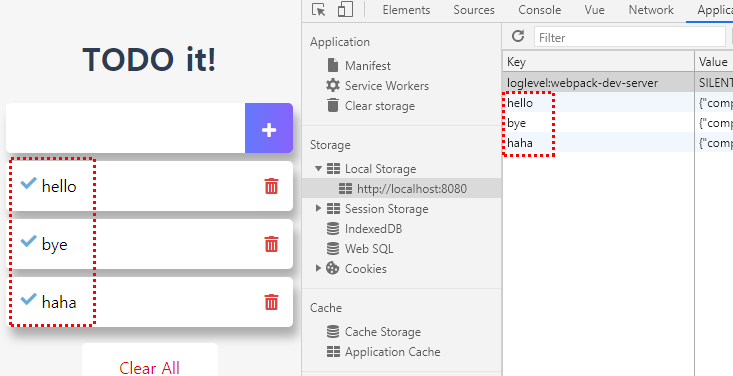 TODO it!
+
hello
bye
haha
Clear All
Elements Sources Console Vue Network Applic
Application
Manifest
Service Workers
Clear storage
Storage
Local Storage
http://localhost:8080
Session Storage
IndexedDB
Web SQL
Cookies
Cache
Cache Storage
Application Cache
Filter
Key Value
loglevel:webpack-dev-server SILENT
hello {"comp
bye {"comp
haha {"comp